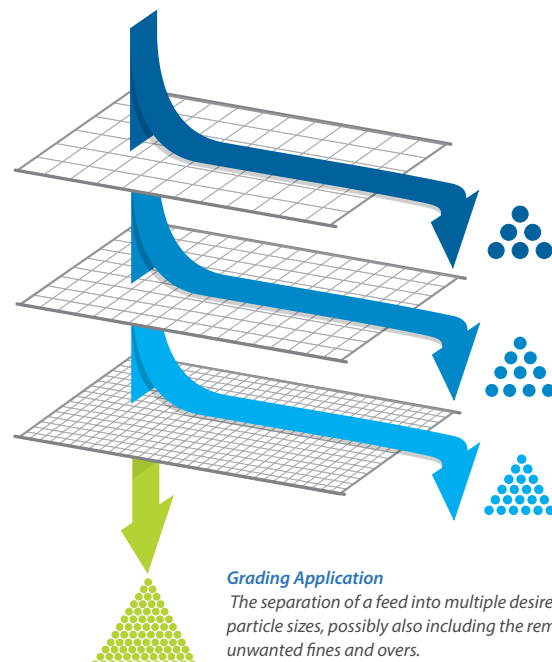 Grading Application
The separation of a feed into multiple desire
particle sizes, possibly also including the rem
unwanted fines and overs.